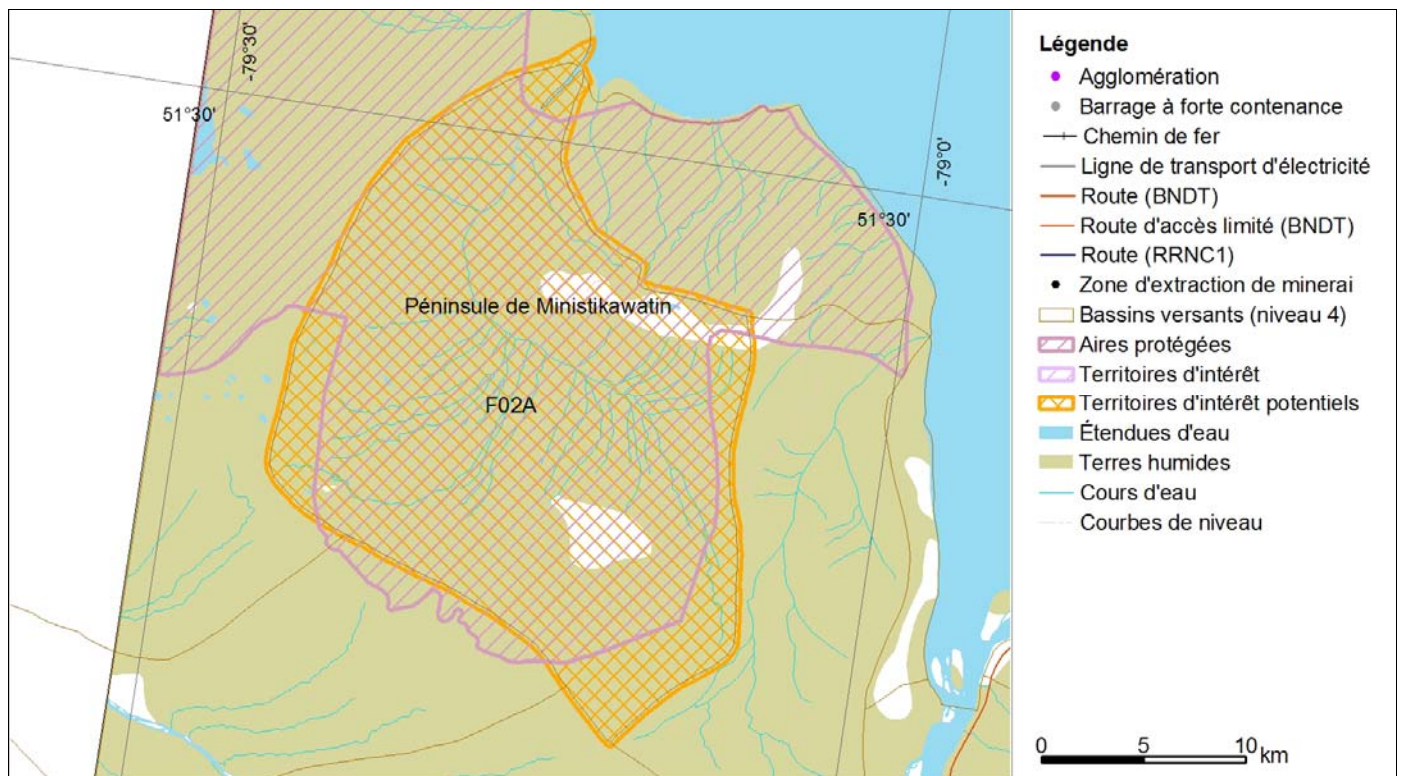 -79°30'
51°30'
-79°0'
51°30'
Péninsule de Ministikawatin
F02A
Légende
Agglomération
Barrage à forte contenance
Chemin de fer
Ligne de transport d'électricité
Route (BNDT)
Route d'accès limité (BNDT)
Route (RRNC1)
Zone d'extraction de minerai
Bassins versants (niveau 4)
Aires protégées
Territoires d'intérêt
Territoires d'intérêt potentiels
Étendues d'eau
Terres humides
Cours d'eau
Courbes de niveau
0 5 10 km